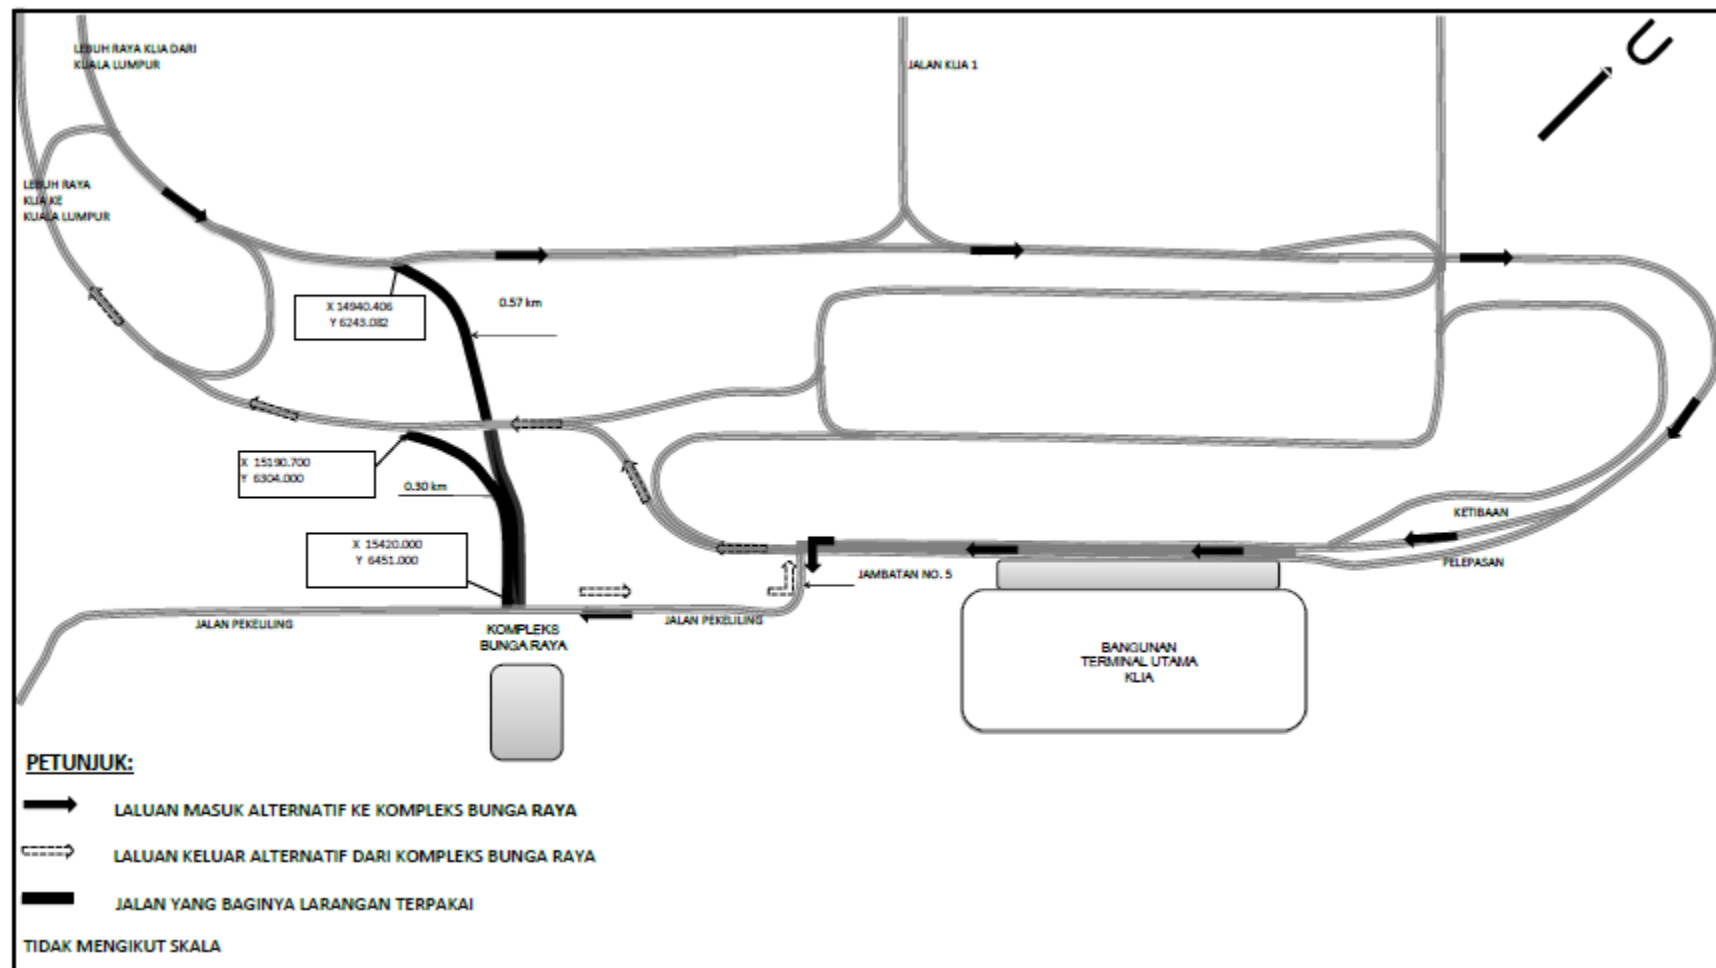 LEBUH RAYA KLIA DARI
KUALA LUMPUR
JALAN KLIA 1
U
LEBUH RAYA
KLIA KE
KUALA LUMPUR
X 14940.406
Y 6243.082
0.57 km
X 15190.700
Y 6304.000
0.30 km
X 15420.000
Y 6451.000
KETIBAAN
PELEPASAN
JAMBATAN NO. 5
JALAN PEKELILING
JALAN PEKELILING
KOMPLEKS
BUNGA RAYA
BANGUNAN
TERMINAL UTAMA
KLIA
PETUNJUK:
LALUAN MASUK ALTERNATIF KE KOMPLEKS BUNGA RAYA
LALUAN KELUAR ALTERNATIF DARI KOMPLEKS BUNGA RAYA
JALAN YANG BAGINYA LARANGAN TERPAKAI
TIDAK MENGIKUT SKALA